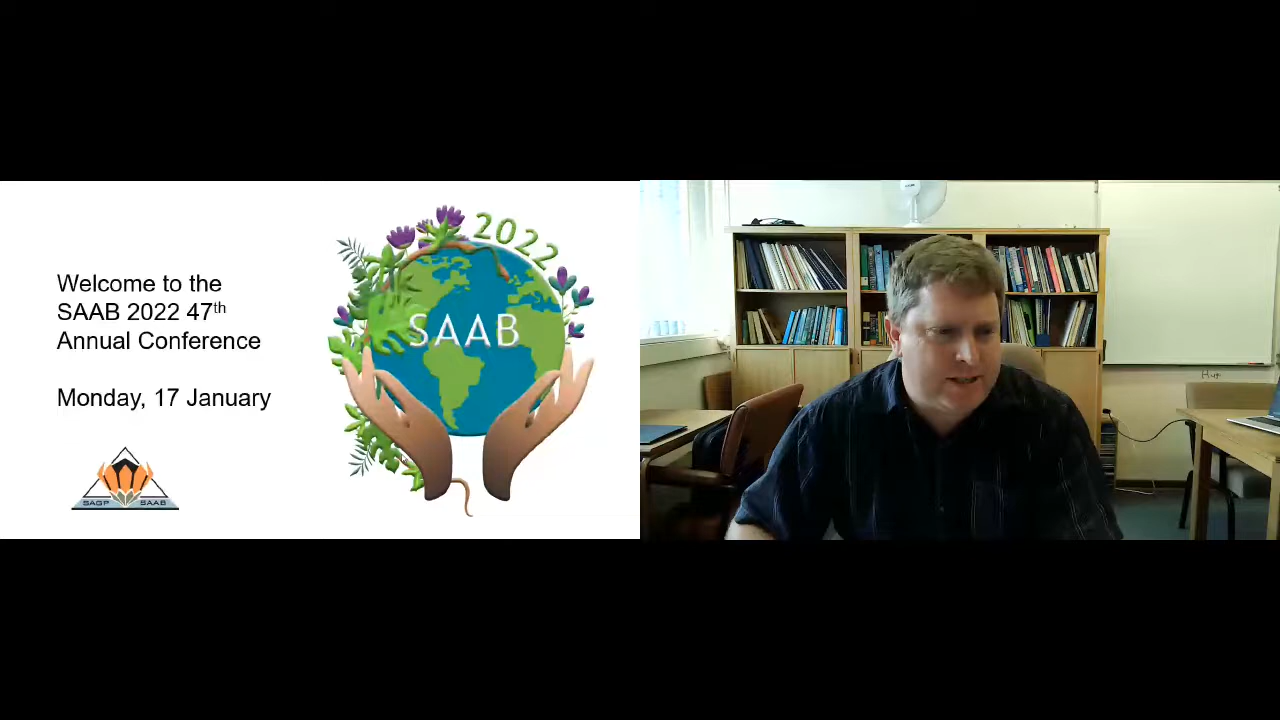 Welcome to the
SAAB 2022 47th
Annual Conference
Monday, 17 January
SAGP SAAB
2022
SAAB